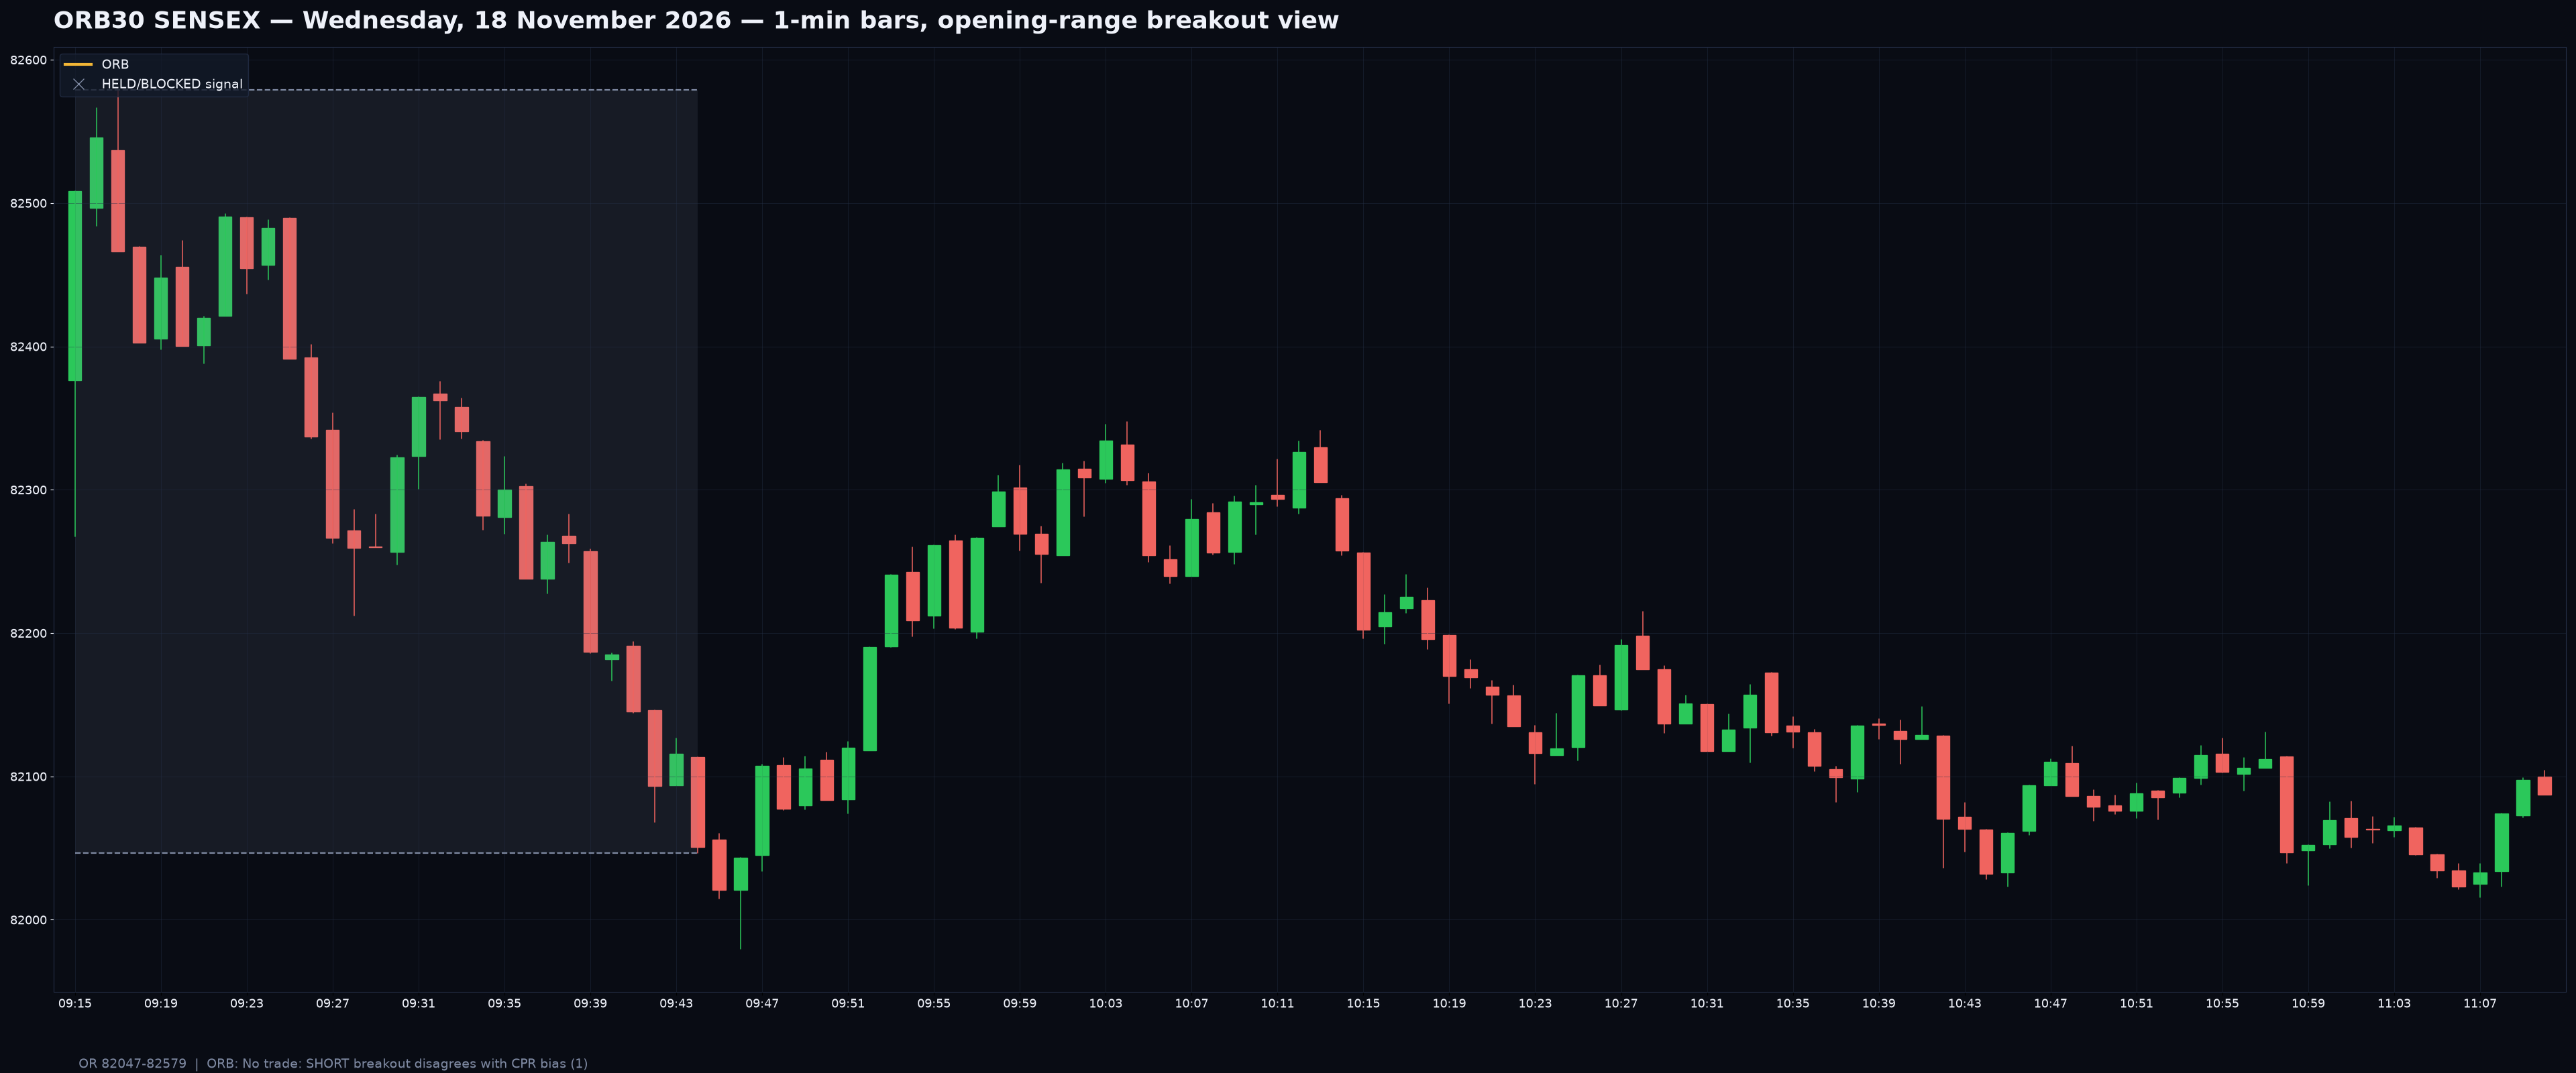 ORB30 SENSEX — Wednesday, 18 November 2026 — 1-min bars, opening-range breakout view
ORB
HELD/BLOCKED signal
82600
82500
82400
82300
82200
82100
82000
09:15 09:19 09:23 09:27 09:31 09:35 09:39 09:43 09:47 09:51 09:55 09:59 10:03 10:07 10:11 10:15 10:19 10:23 10:27 10:31 10:35 10:39 10:43 10:47 10:51 10:55 10:59 11:03 11:07
OR 82047-82579 | ORB: No trade: SHORT breakout disagrees with CPR bias (1)